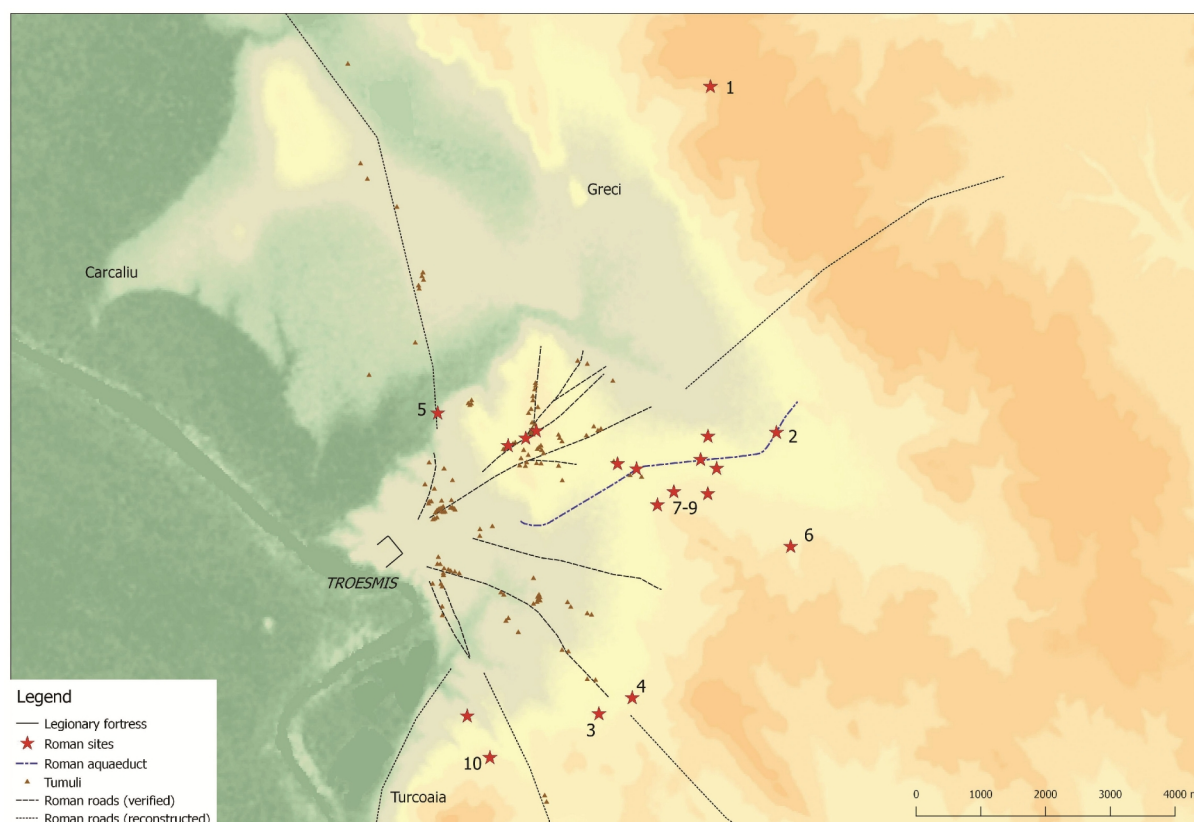 1
Greci
Carcaliu
5
2
7-9
6
TROESMIS
4
3
10
Turcoaia
Legend
Legionary fortress
Roman sites
Roman aquaeduct
Tumuli
Roman roads (verified)
Roman roads (reconstructed)
0 1000 2000 3000 4000